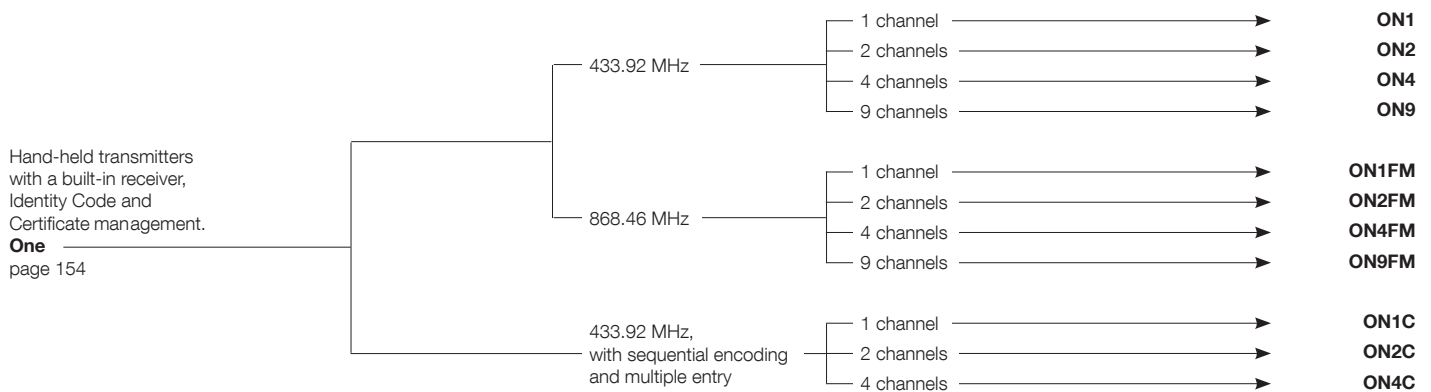 Hand-held transmitters
with a built-in receiver,
Identity Code and
Certificate management.
One
page 154
433.92 MHz
1 channel ON1
2 channels ON2
4 channels ON4
9 channels ON9
868.46 MHz
1 channel ON1FM
2 channels ON2FM
4 channels ON4FM
9 channels ON9FM
433.92 MHz,
with sequential encoding
and multiple entry
1 channel ON1C
2 channels ON2C
4 channels ON4C